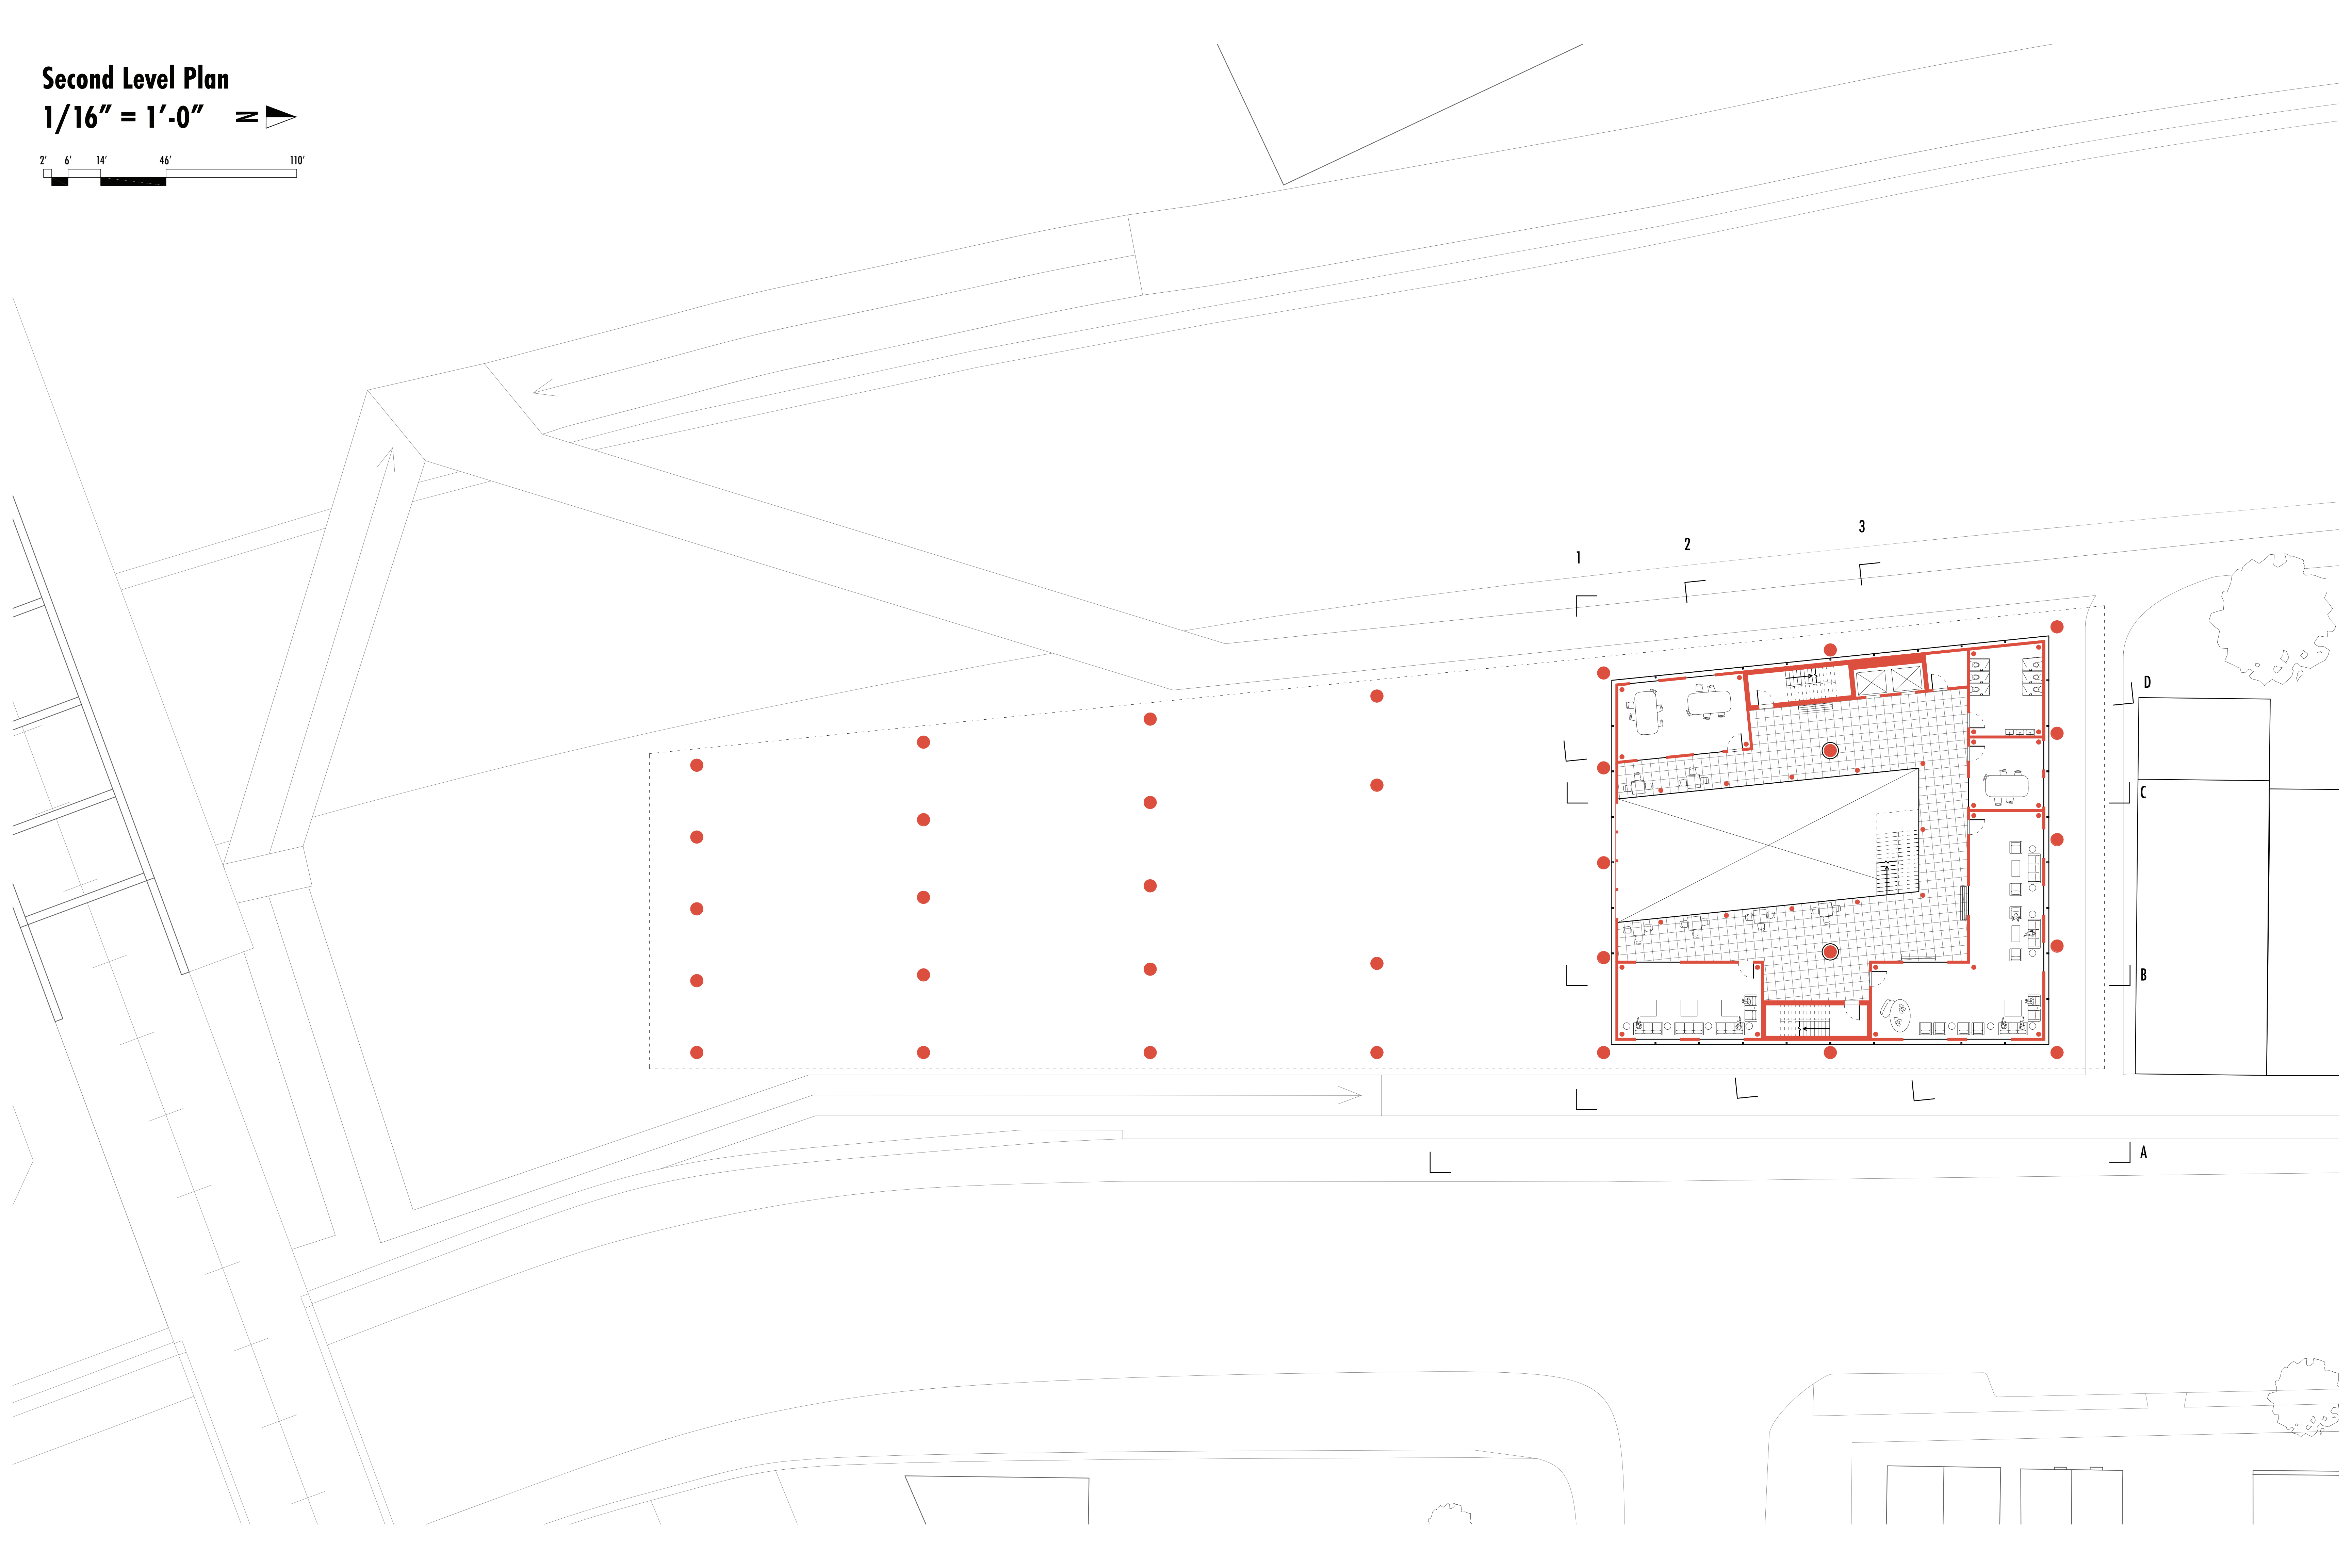 Second Level Plan
1/16" = 1'-0" N
2' 6' 14' 46' 110'
3
2
1
D
C
B
A